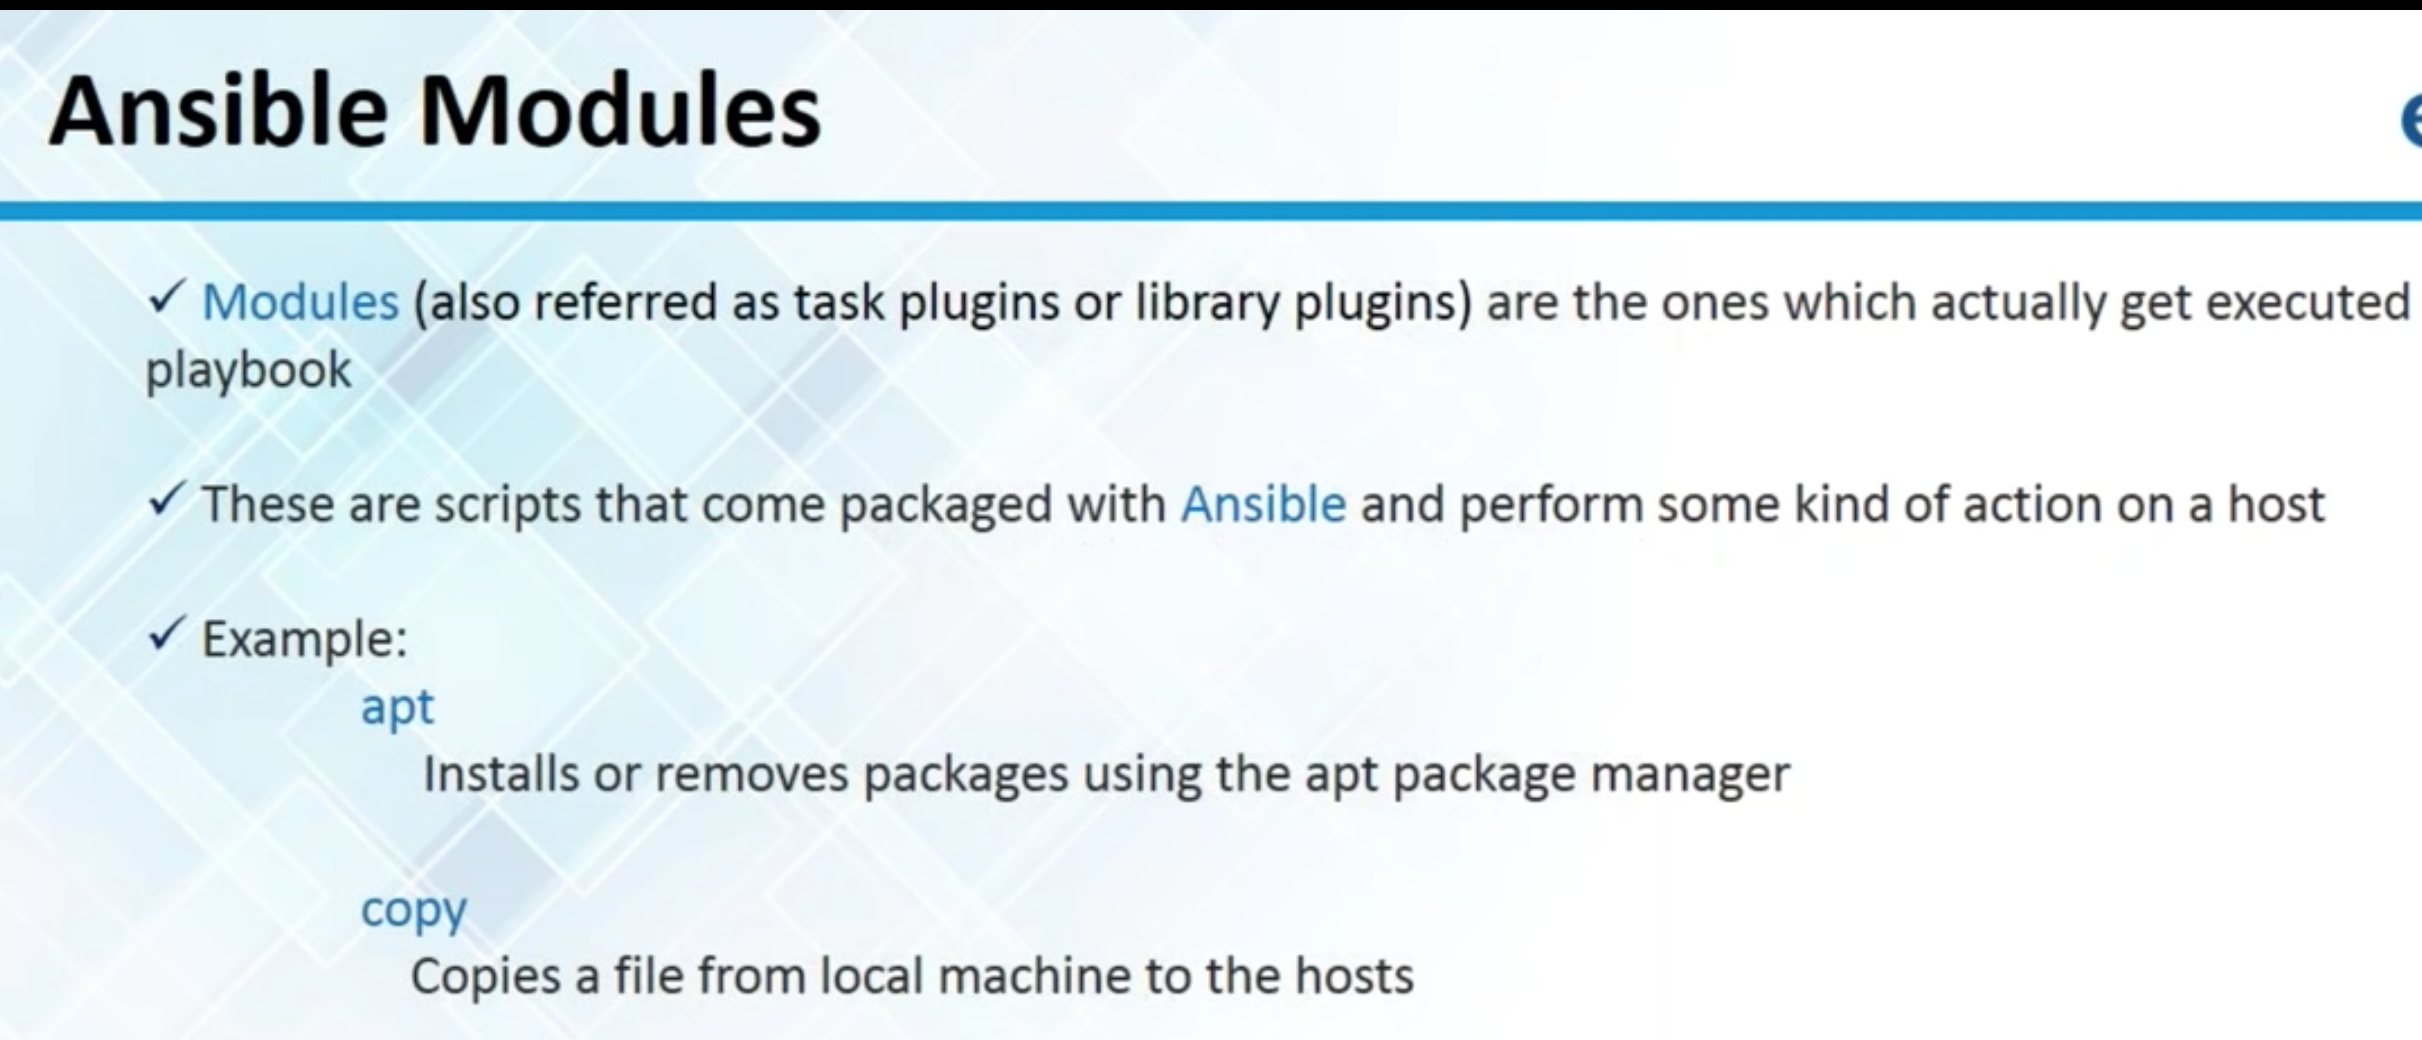 Ansible Modules
✓ Modules (also referred as task plugins or library plugins) are the ones which actually get executed
playbook
✓ These are scripts that come packaged with Ansible and perform some kind of action on a host
✓ Example:
apt
Installs or removes packages using the apt package manager
copy
Copies a file from local machine to the hosts